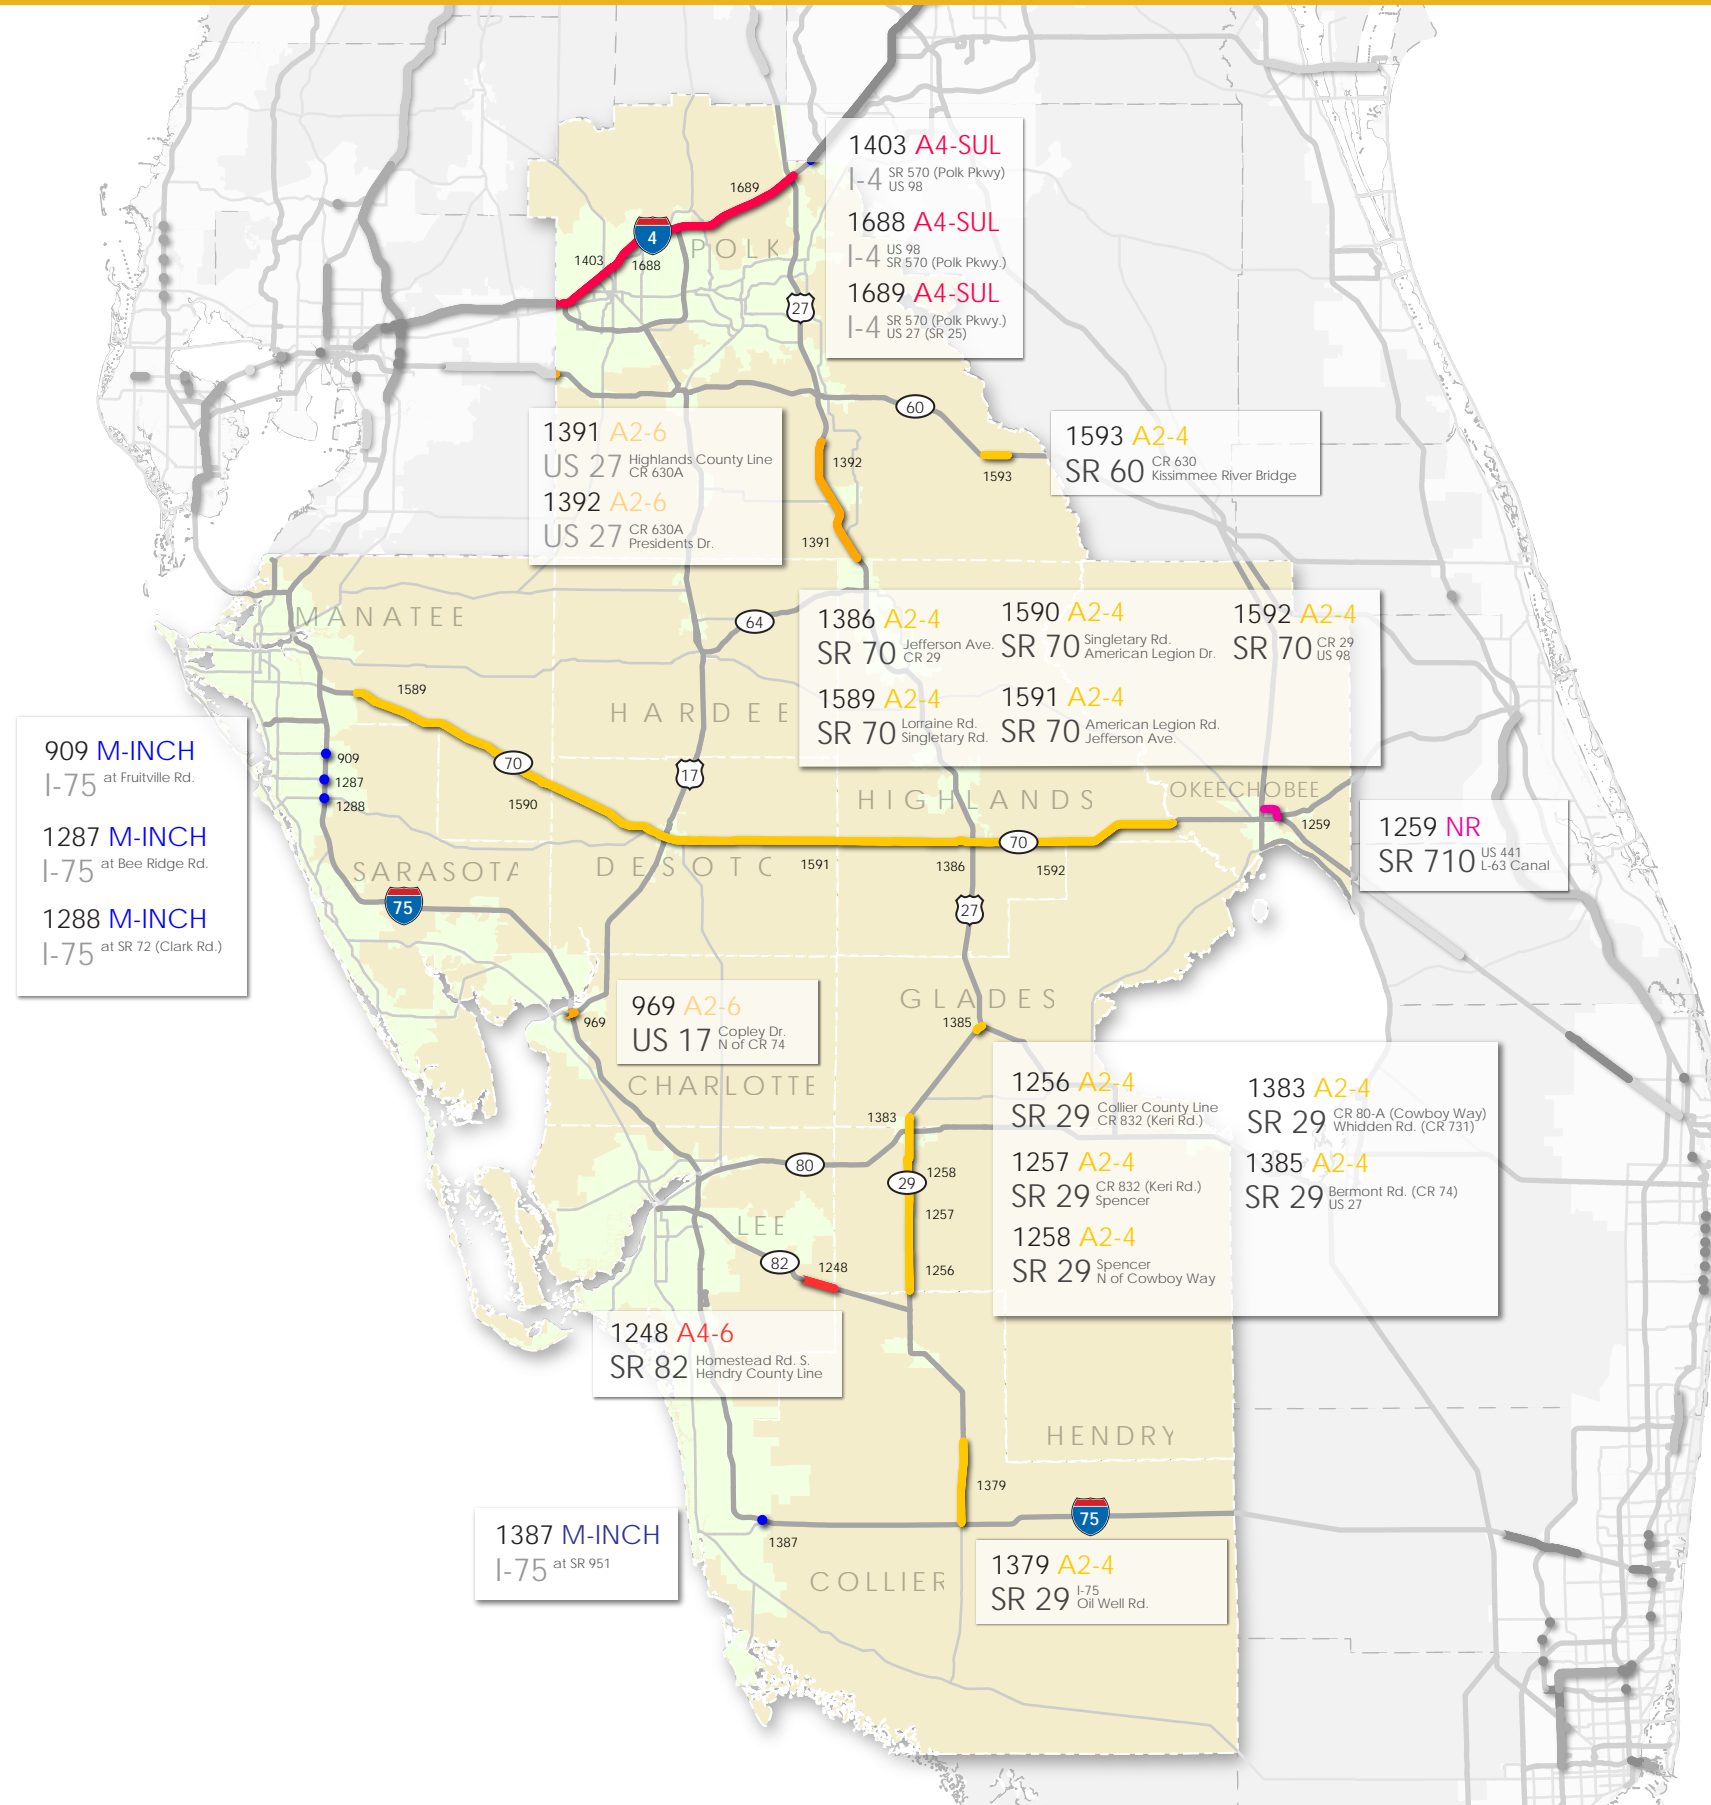 1403 A4-SUL
I-4 SR 570 (Polk Pkwy)
US 98
1688 A4-SUL
I-4 US 98
SR 570 (Polk Pkwy.)
1689 A4-SUL
I-4 SR 570 (Polk Pkwy.)
US 27 (SR 25)
1689
4
POLK
1403
1688
27
60
1391 A2-6
US 27 Highlands County Line
CR 630A
1392 A2-6
US 27 CR 630A
Presidents Dr.
1392
1391
1593
1593 A2-4
SR 60 CR 630
Kissimmee River Bridge
MANATEE
64
1386 A2-4
SR 70 Jefferson Ave.
CR 29
1590 A2-4
SR 70 Singletary Rd.
American Legion Dr.
1592 A2-4
SR 70 CR 29
US 98
1589 A2-4
SR 70 Lorraine Rd.
Singletary Rd.
1591 A2-4
SR 70 American Legion Rd.
Jefferson Ave.
1589
HARDEE
909 M-INCH
I-75 at Fruitville Rd.
1287 M-INCH
I-75 at Bee Ridge Rd.
1288 M-INCH
I-75 at SR 72 (Clark Rd.)
909
1287
1288
70
17
1590
HIGHLANDS
OKEECHOBEE
1259
1259 NR
SR 710 US 441
L-63 Canal
SARASOTA
75
DESOTO
1591
1386
70
1592
27
GLADES
969
969 A2-6
US 17 Copley Dr.
N of CR 74
1385
CHARLOTTE
1256 A2-4
SR 29 Collier County Line
CR 832 (Keri Rd.)
1383 A2-4
SR 29 CR 80-A (Cowboy Way)
Whidden Rd. (CR 731)
1257 A2-4
SR 29 CR 832 (Keri Rd.)
Spencer
1385 A2-4
SR 29 Bermont Rd. (CR 74)
US 27
1258 A2-4
SR 29 Spencer
N of Cowboy Way
1383
80
1258
29
1257
LEE
82
1248
1256
1248 A4-6
SR 82 Homestead Rd. S.
Hendry County Line
HENDRY
1379
75
1387 M-INCH
I-75 at SR 951
1387
COLLIER
1379 A2-4
SR 29 I-75
Oil Well Rd.